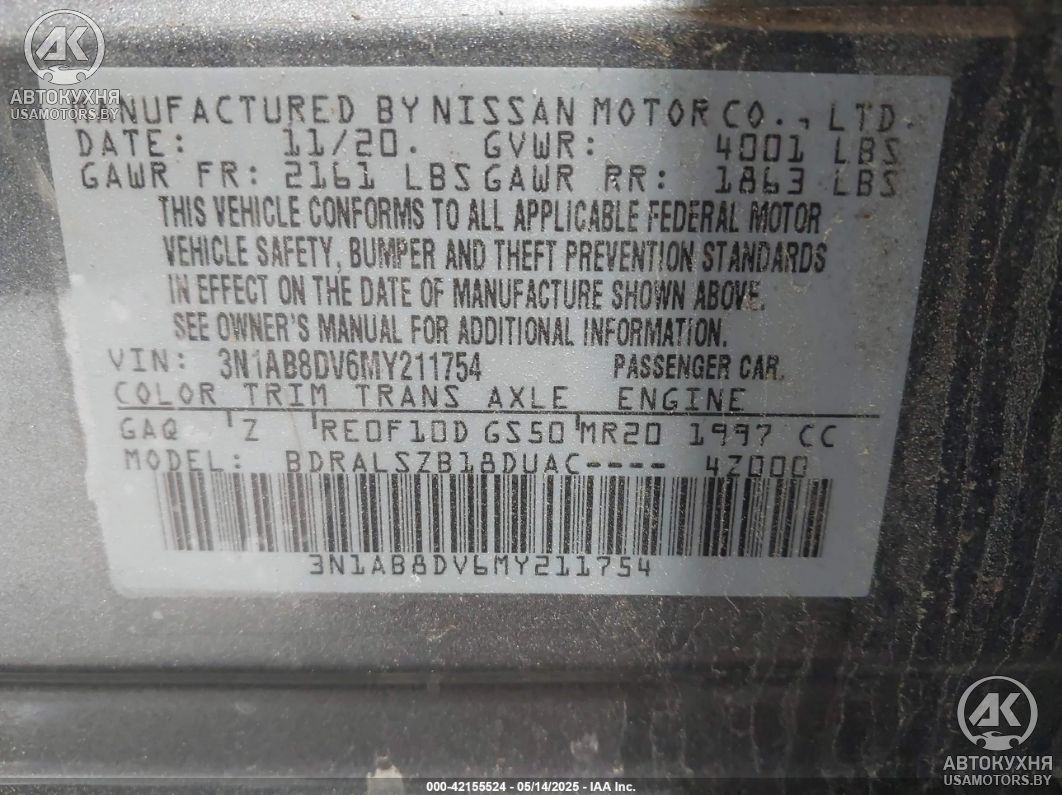 АВТОКУХНЯ
USAMOTORS.BY
MANUFACTURED BY NISSAN MOTOR CO., LTD.
DATE: 11/20. GVWR: 4001 LBS
GAWR FR: 2161 LBS GAWR RR: 1863 LBS
THIS VEHICLE CONFORMS TO ALL APPLICABLE FEDERAL MOTOR
VEHICLE SAFETY, BUMPER AND THEFT PREVENTION STANDARDS
IN EFFECT ON THE DATE OF MANUFACTURE SHOWN ABOVE.
SEE OWNER'S MANUAL FOR ADDITIONAL INFORMATION.
VIN: 3N1AB8DV6MY211754 PASSENGER CAR.
COLOR TRIM TRANS AXLE ENGINE
GAQ 'Z 'RE0F10D GS50'MR20 1997 CC
MODEL: BDRALSZB18DUAC---- 4Z000
3N1AB8DV6MY211754
AK
АВТОКУХНЯ
USAMOTORS.BY
000-42155524 - 05/14/2025 - IAA Inc.